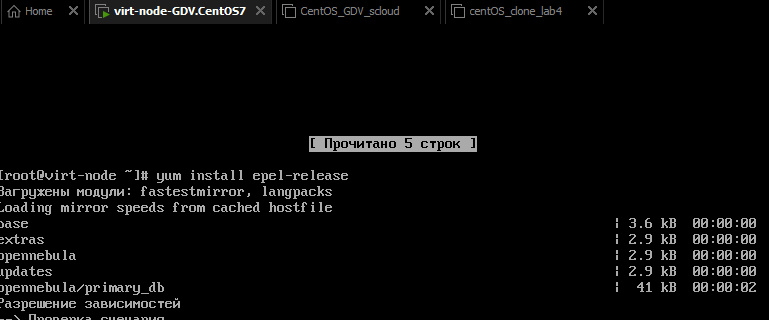 Home
virt-node-GDV.CentOS7
CentOS_GDV_scloud
centOS_clone_lab4
[ Прочитано 5 строк ]
[root@virt-node ~]# yum install epel-release
Загружены модули: fastestmirror, langpacks
Loading mirror speeds from cached hostfile
base | 3.6 kB 00:00:00
extras | 2.9 kB 00:00:00
opennebula | 2.9 kB 00:00:00
updates | 2.9 kB 00:00:00
opennebula/primary_db | 41 kB 00:00:02
Разрешение зависимостей
--> Проверка сценария